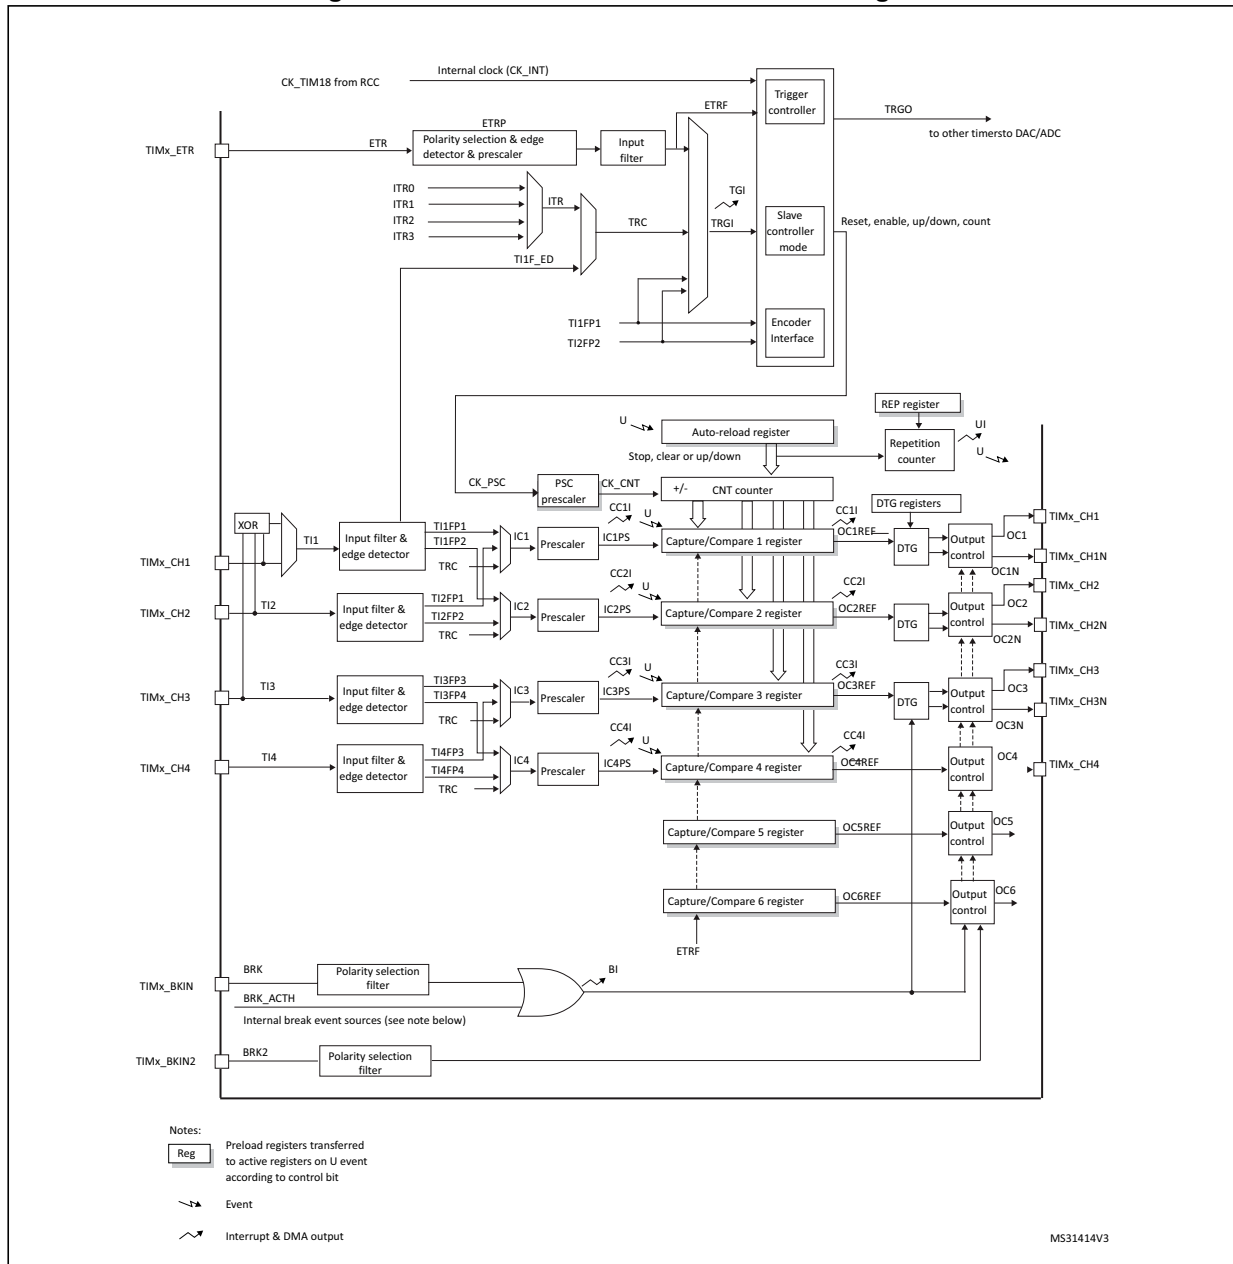 Internal clock (CK_INT)
CK_TIM18 from RCC
Trigger
controller
ETRF
TRGO
to other timersto DAC/ADC
ETRP
TIMx_ETR
ETR
Polarity selection & edge
detector & prescaler
Input
filter
ITR0
ITR1
ITR2
ITR3
ITR
TRC
TI1F_ED
TGI
TRGI
Slave
controller
mode
Reset, enable, up/down, count
TI1FP1
TI2FP2
Encoder
Interface
REP register
U
Auto-reload register
Repetition
counter
UI
U
Stop, clear or up/down
CK_PSC
PSC
prescaler
CK_CNT
+/-
CNT counter
DTG registers
XOR
TI1
TIMx_CH1
Input filter &
edge detector
TI1FP1
TI1FP2
TRC
IC1
Prescaler
IC1PS
CC1I
U
Capture/Compare 1 register
CC1I
OC1REF
DTG
Output
control
OC1
OC1N
TIMx_CH1
TIMx_CH1N
TIMx_CH2
TI2
Input filter &
edge detector
TI2FP1
TI2FP2
TRC
IC2
Prescaler
IC2PS
CC2I
U
Capture/Compare 2 register
CC2I
OC2REF
DTG
Output
control
OC2
OC2N
TIMx_CH2
TIMx_CH2N
TIMx_CH3
TI3
Input filter &
edge detector
TI3FP3
TI3FP4
TRC
IC3
Prescaler
IC3PS
CC3I
U
Capture/Compare 3 register
CC3I
OC3REF
DTG
Output
control
OC3
OC3N
TIMx_CH3
TIMx_CH3N
TIMx_CH4
TI4
Input filter &
edge detector
TI4FP3
TI4FP4
TRC
IC4
Prescaler
IC4PS
CC4I
U
Capture/Compare 4 register
CC4I
OC4REF
Output
control
OC4
TIMx_CH4
Capture/Compare 5 register
OC5REF
Output
control
OC5
Capture/Compare 6 register
OC6REF
Output
control
OC6
ETRF
TIMx_BKIN
BRK
Polarity selection
filter
BI
BRK_ACTH
Internal break event sources (see note below)
TIMx_BKIN2
BRK2
Polarity selection
filter
Notes:
Reg
Preload registers transferred
to active registers on U event
according to control bit
Event
Interrupt & DMA output
MS31414V3